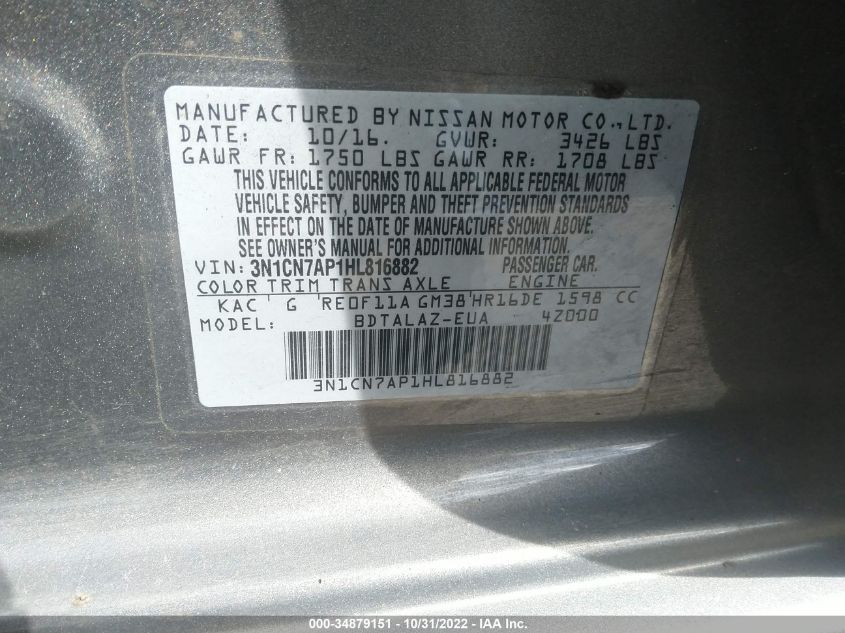 MANUFACTURED BY NISSAN MOTOR CO., LTD.
DATE: 10/16. GVWR: 3426 LBS
GAWR FR: 1750 LBS GAWR RR: 1708 LBS
THIS VEHICLE CONFORMS TO ALL APPLICABLE FEDERAL MOTOR
VEHICLE SAFETY, BUMPER AND THEFT PREVENTION STANDARDS
IN EFFECT ON THE DATE OF MANUFACTURE SHOWN ABOVE.
SEE OWNER'S MANUAL FOR ADDITIONAL INFORMATION.
VIN: 3N1CN7AP1HL816882 PASSENGER CAR.
COLOR TRIM TRANS AXLE ENGINE
KAC G RE0F11A GM38 HR16DE 1598 CC
MODEL: BDTALAZ-EUA 4Z000
3N1CN7AP1HL816882
000-34879151 - 10/31/2022 - IAA Inc.